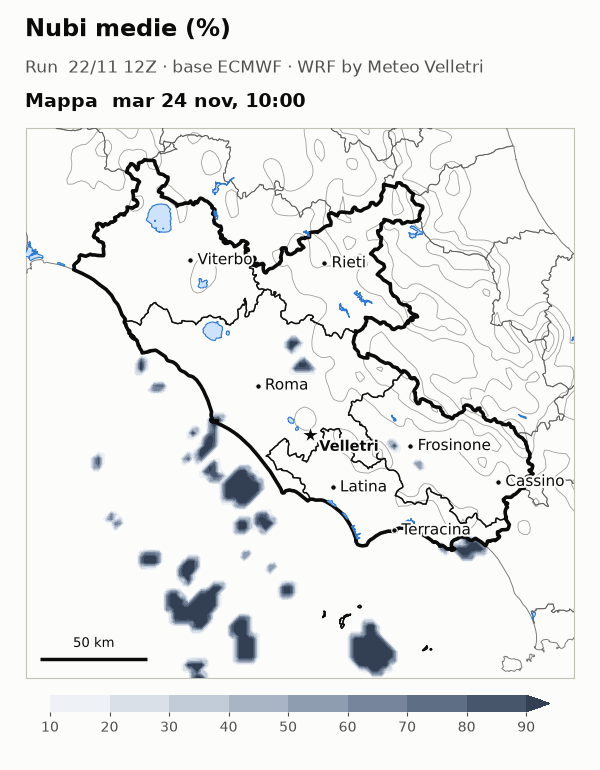 Nubi medie (%)
Run  22/11 12Z · base ECMWF · WRF by Meteo Velletri
Mappa  mar 24 nov, 10:00
Viterbo
Rieti
Roma
Velletri
Frosinone
Cassino
Latina
Terracina
50 km
10 20 30 40 50 60 70 80 90